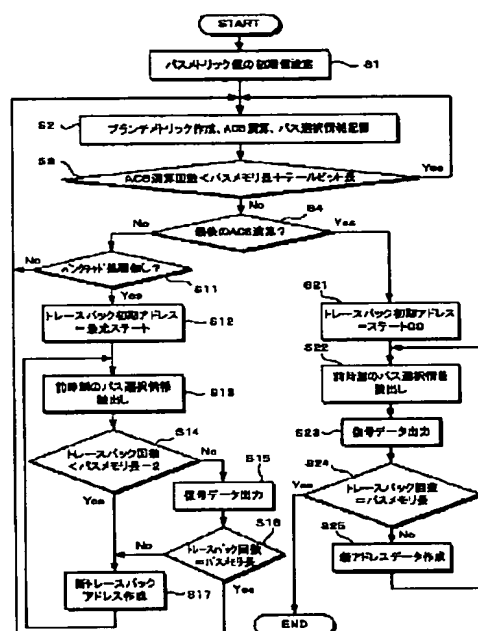 START
パスメトリック値の初期値設定
S1
S2
ブランチメトリック作成、ACS演算、パス選択情報記憶
S3
ACS演算回数<パスメモリ長+テールビット長
Yes
No
S4
最後のACS演算?
No
Yes
No
パンクチャド処理無し?
S11
Yes
トレースバック初期アドレス
=最尤ステート
S12
前時刻のパス選択情報
読出し
S13
S14
トレースバック回数
<パスメモリ長-2
No
Yes
S15
復号データ出力
S16
トレースバック回数
=パスメモリ長
No
Yes
新トレースバック
アドレス作成
S17
S21
トレースバック初期アドレス
=ステート00
S22
前時刻のパス選択情報
読出し
S23
復号データ出力
S24
Yes
トレースバック回数
=パスメモリ長
No
S25
新アドレスデータ作成
END